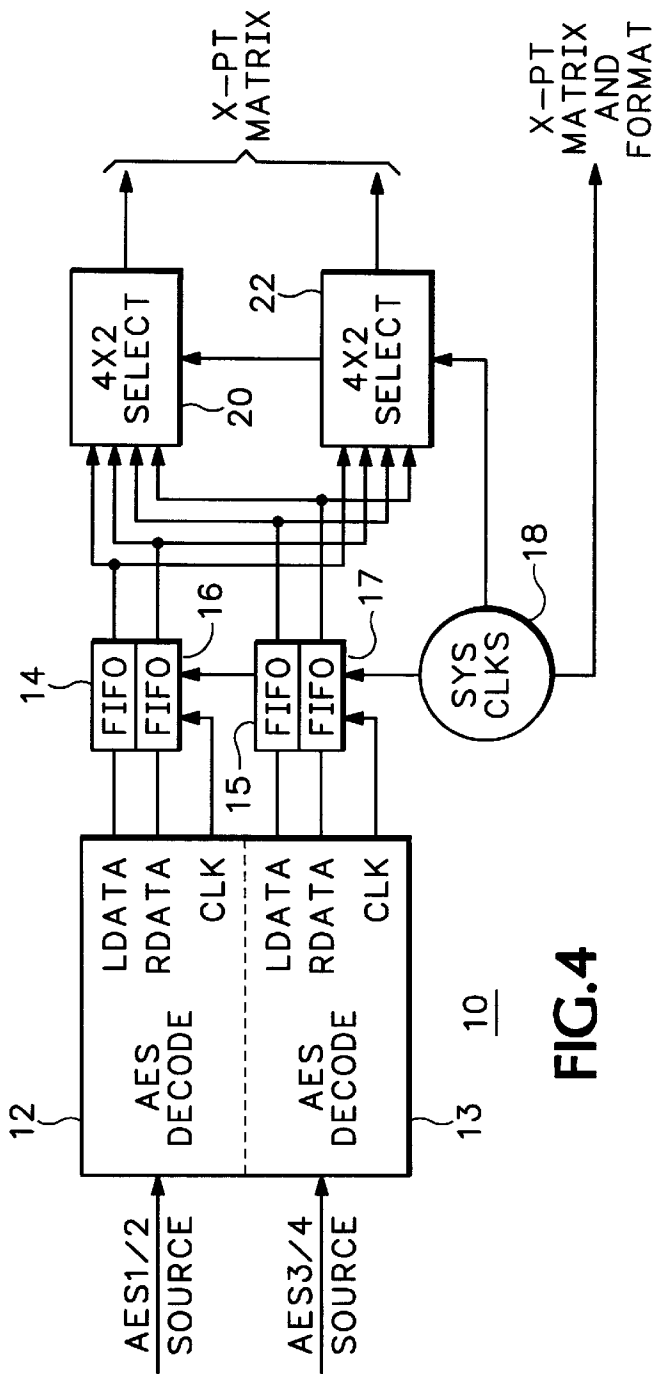 AES1/2
SOURCE
AES3/4
SOURCE
12
AES
DECODE
LDATA
RDATA
CLK
AES
DECODE
LDATA
RDATA
CLK
13
10
14
FIFO
FIFO
16
15
FIFO
FIFO
17
SYS
CLKS
18
4X2
SELECT
20
22
4X2
SELECT
X-PT
MATRIX
X-PT
MATRIX
AND
FORMAT
FIG.4